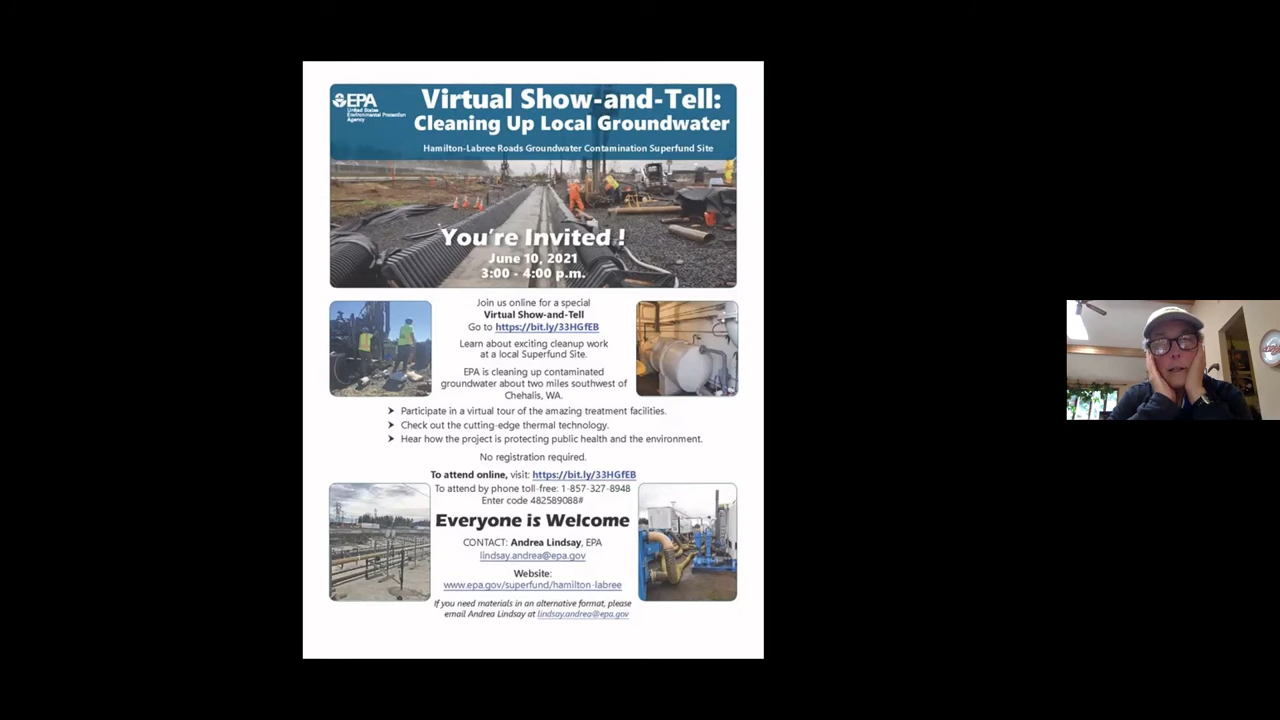 EPA
United States
Environmental Protection
Agency
Virtual Show-and-Tell:
Cleaning Up Local Groundwater
Hamilton-Labree Roads Groundwater Contamination Superfund Site
You're Invited !
June 10, 2021
3:00 - 4:00 p.m.
Join us online for a special
Virtual Show-and-Tell
Go to https://bit.ly/33HGfEB
Learn about exciting cleanup work
at a local Superfund Site.
EPA is cleaning up contaminated
groundwater about two miles southwest of
Chehalis, WA.
➤ Participate in a virtual tour of the amazing treatment facilities.
➤ Check out the cutting-edge thermal technology.
➤ Hear how the project is protecting public health and the environment.
No registration required.
To attend online, visit: https://bit.ly/33HGfEB
To attend by phone toll-free: 1-857-327-8948
Enter code 482589088#
Everyone is Welcome
CONTACT: Andrea Lindsay, EPA
lindsay.andrea@epa.gov
Website:
www.epa.gov/superfund/hamilton-labree
If you need materials in an alternative format, please
email Andrea Lindsay at lindsay.andrea@epa.gov